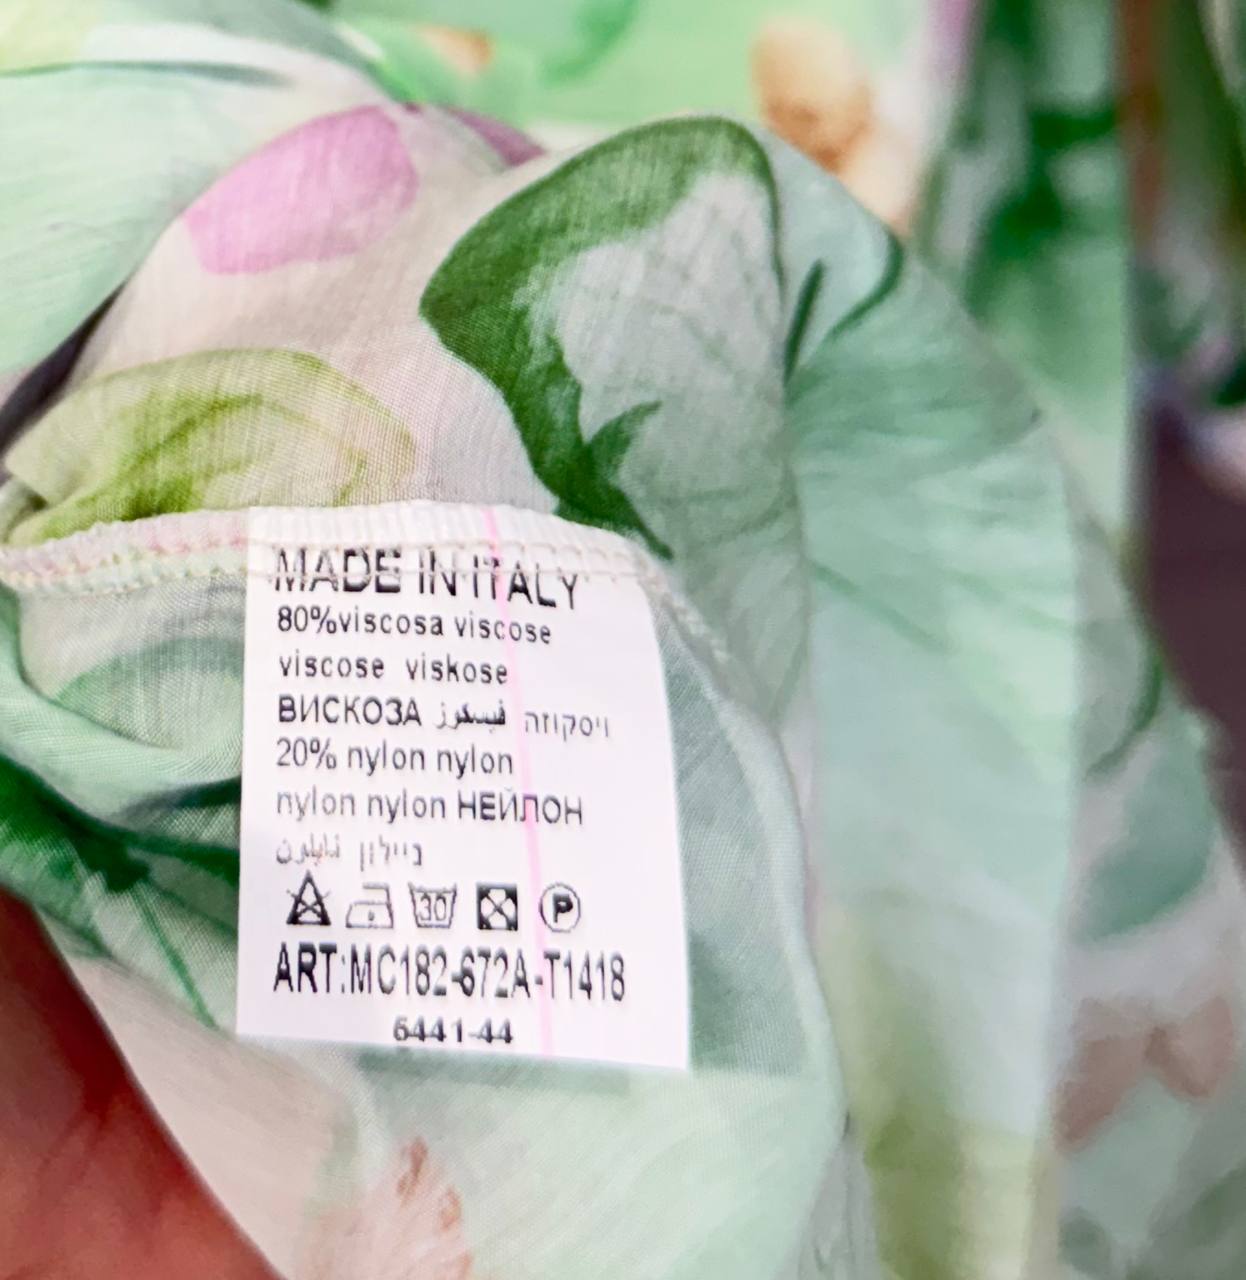 MADE IN ITALY
80%viscosa viscose
viscose viskose
ВИСКОЗА فيسكوز ויסקוזה
20% nylon nylon
nylon nylon НЕЙЛОН
نايلون ניילון
30 P
ART:MC182-672A-T1418
6441-44